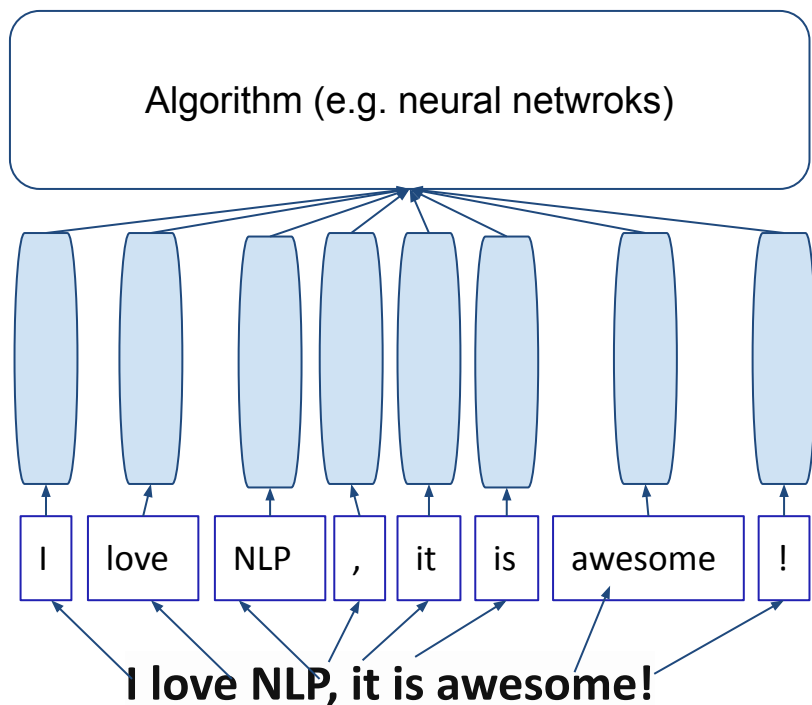 Algorithm (e.g. neural netwroks)
I love NLP , it is awesome !
I love NLP, it is awesome!